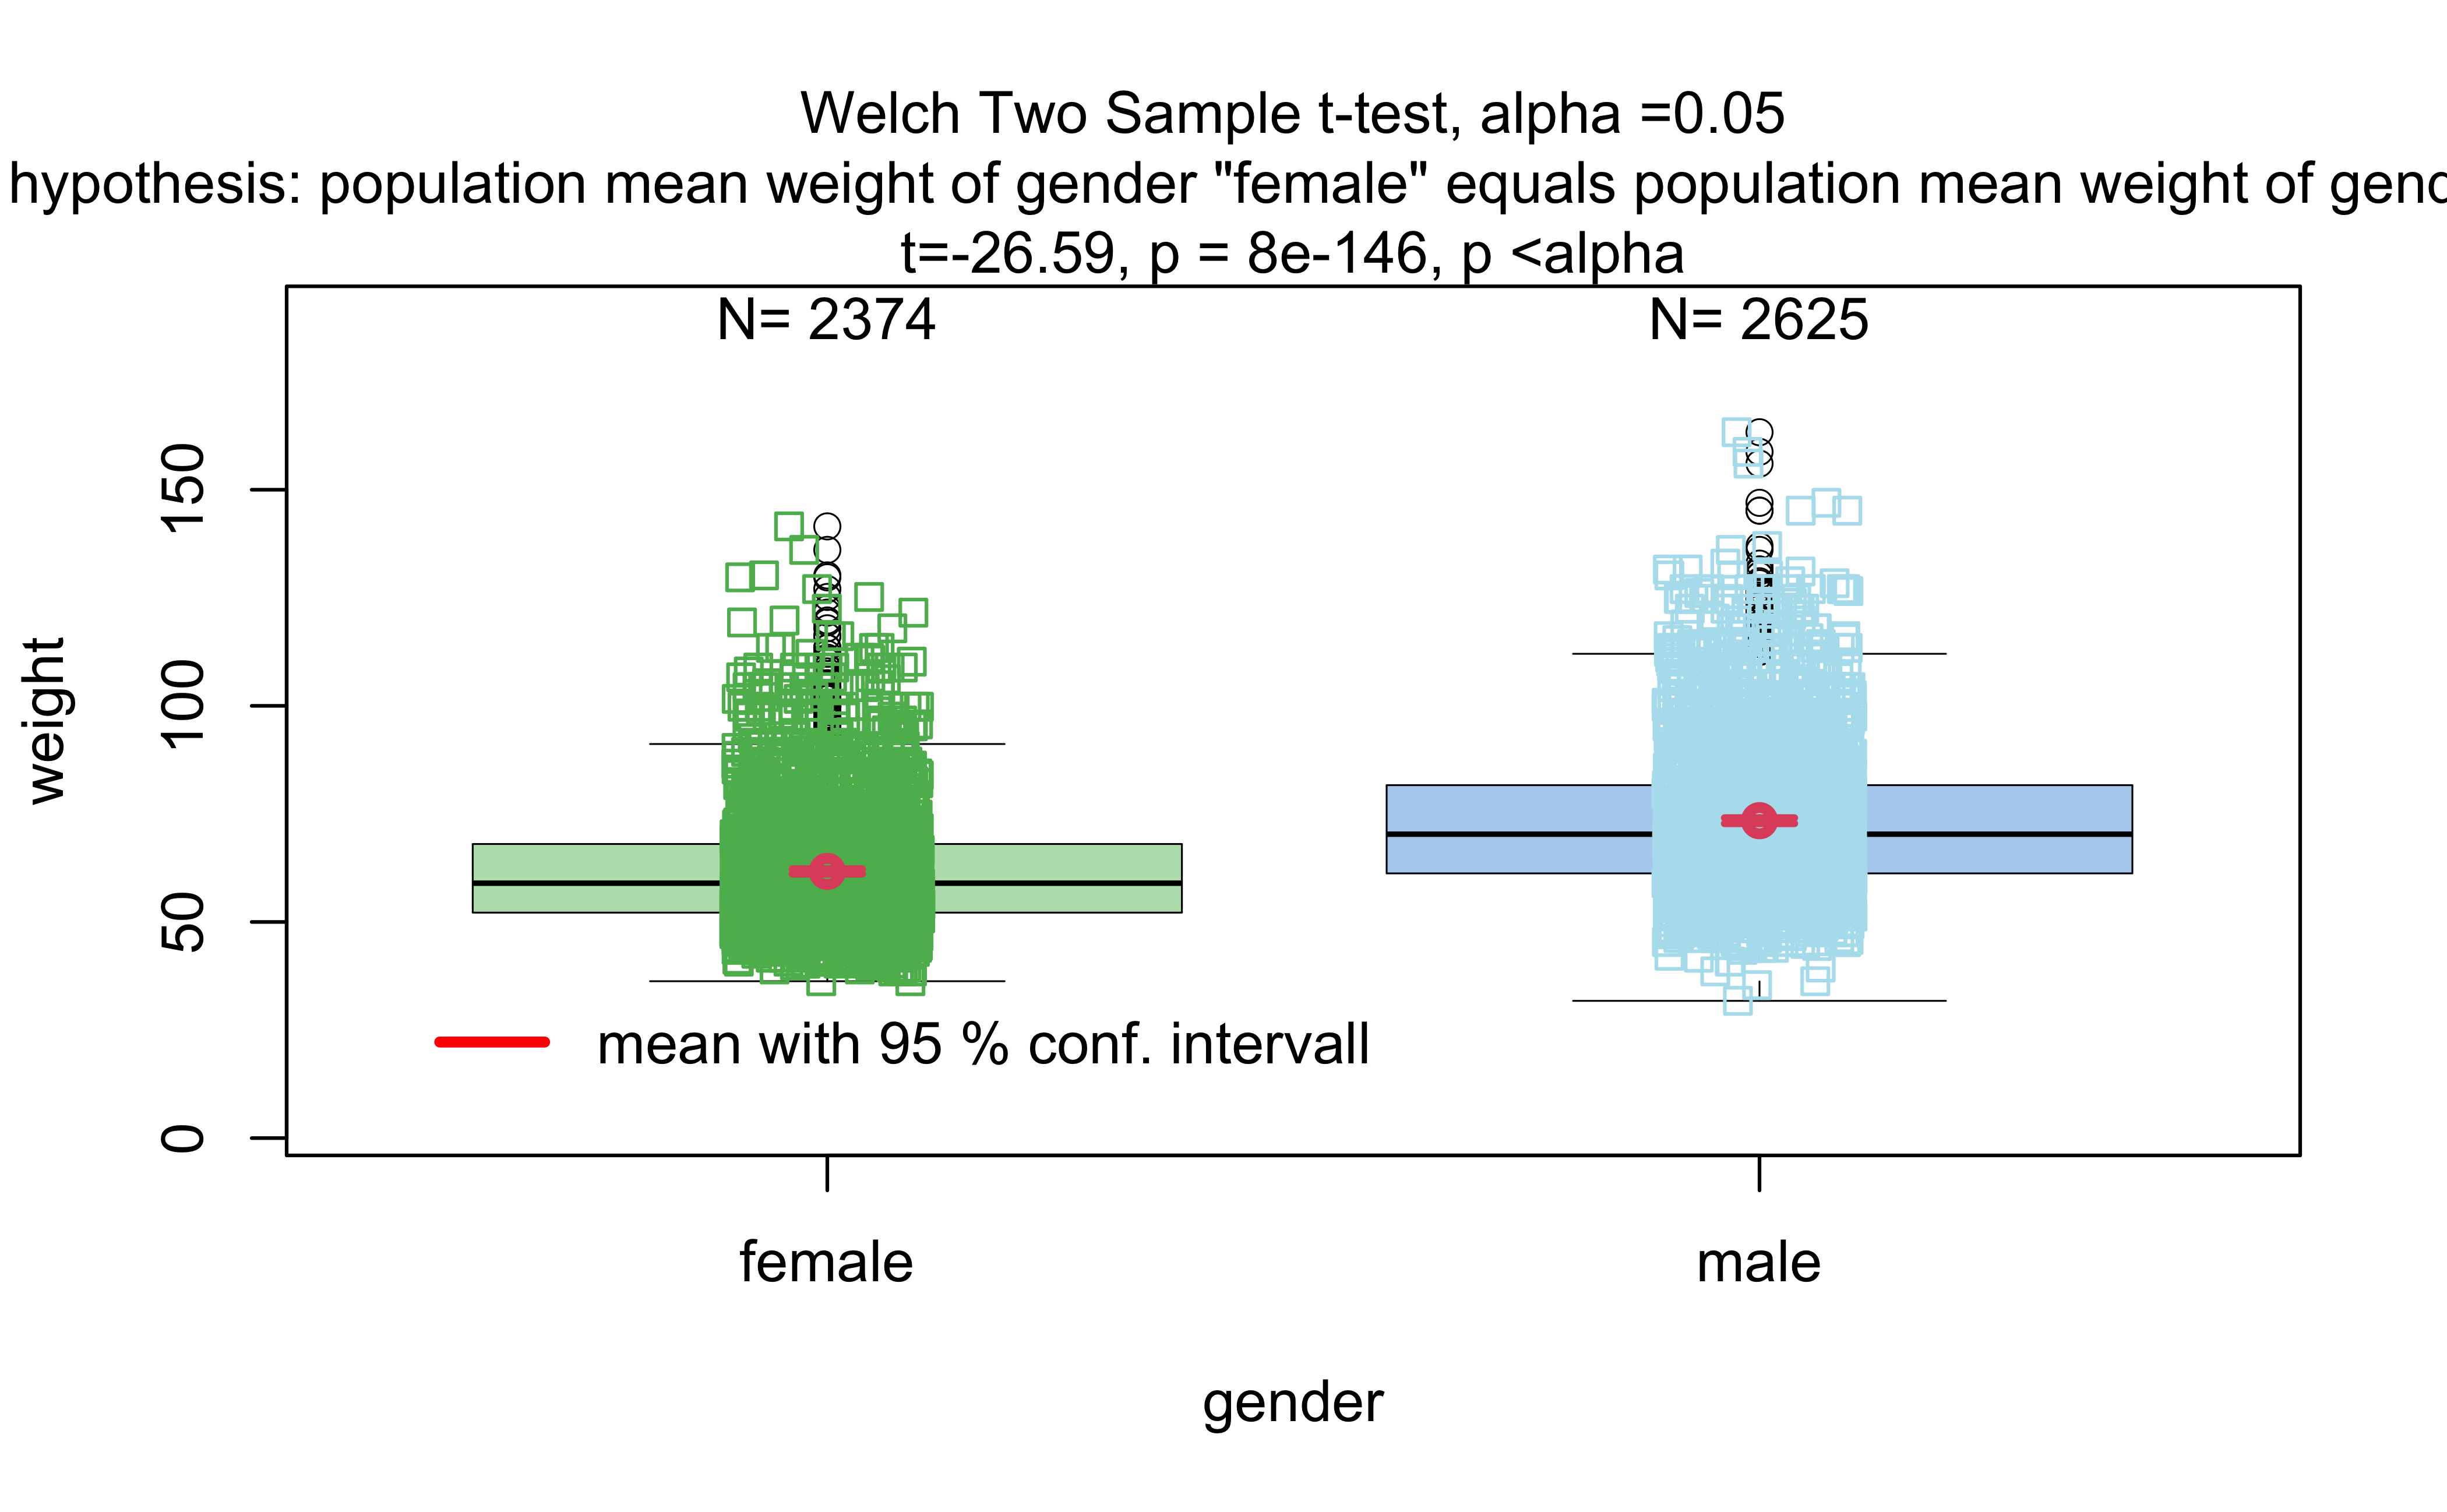 Welch Two Sample t-test, alpha =0.05
hypothesis: population mean weight of gender "female" equals population mean weight of
t=-26.59, p = 8e-146, p <alpha
N= 2374 N= 2625
150
100
50
0
weight
mean with 95 % conf. intervall
female male
gender